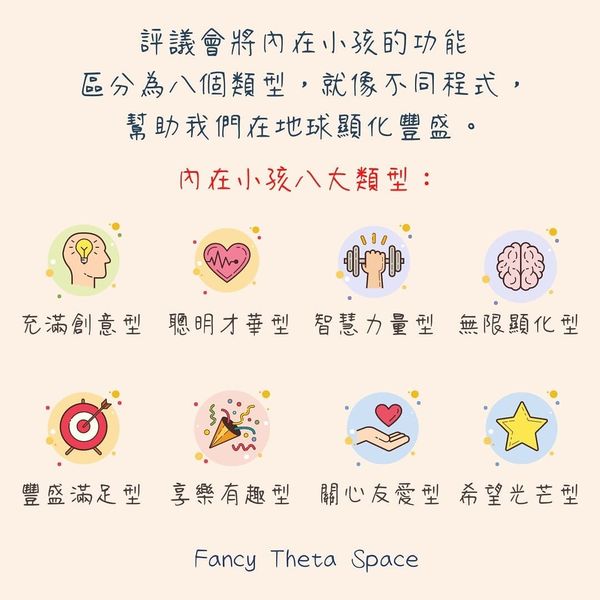 評議會將內在小孩的功能
區分為八個類型，就像不同程式，
幫助我們在地球顯化豐盛。
內在小孩八大類型：
充滿創意型
聰明才華型
智慧力量型
無限顯化型
豐盛滿足型
享樂有趣型
關心友愛型
希望光芒型
Fancy Theta Space